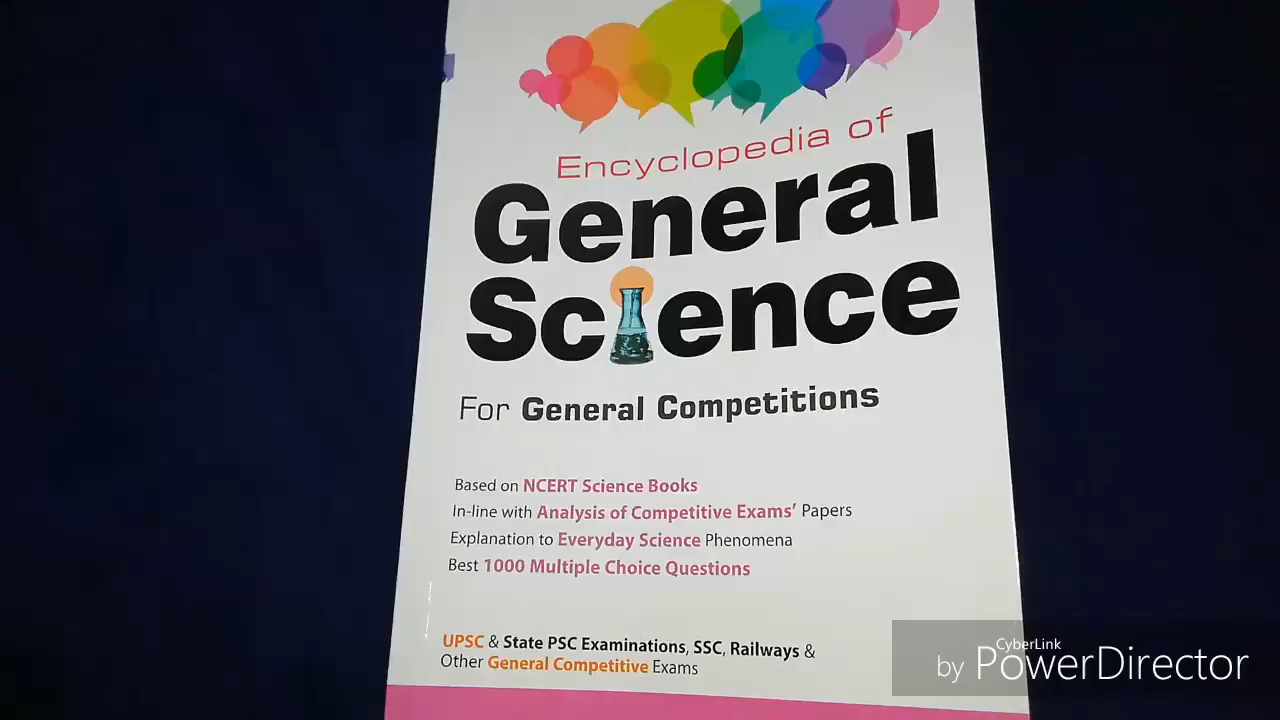 Encyclopedia of
General
Science
For General Competitions
Based on NCERT Science Books
In-line with Analysis of Competitive Exams' Papers
Explanation to Everyday Science Phenomena
Best 1000 Multiple Choice Questions
UPSC & State PSC Examinations, SSC, Railways &
Other General Competitive Exams
CyberLink
by PowerDirector